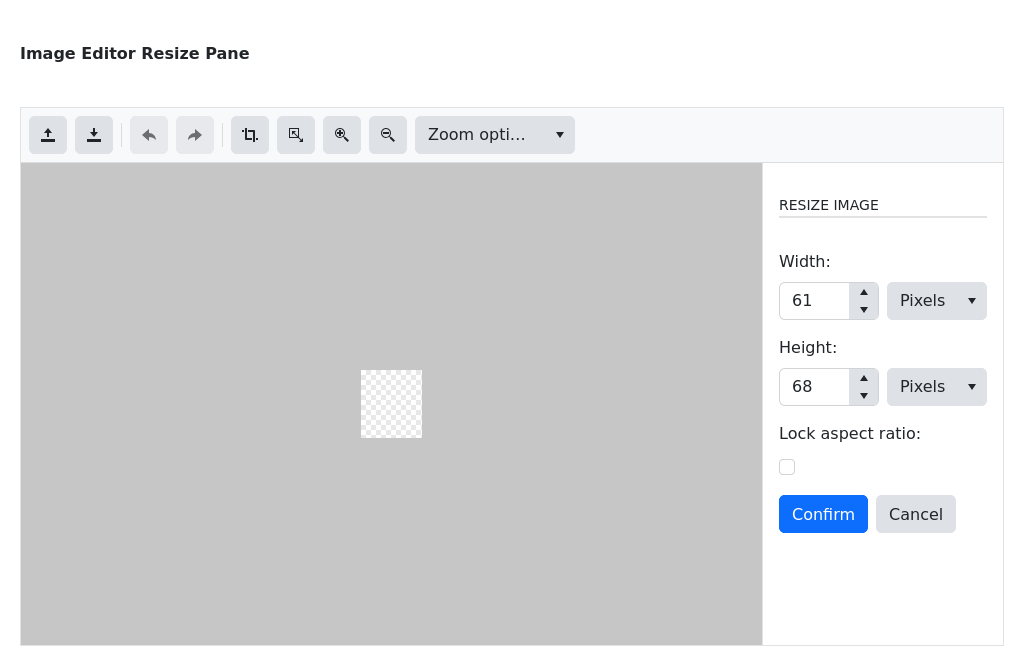 Image Editor Resize Pane
Zoom opti...
RESIZE IMAGE
Width:
61 Pixels
Height:
68 Pixels
Lock aspect ratio:
Confirm Cancel